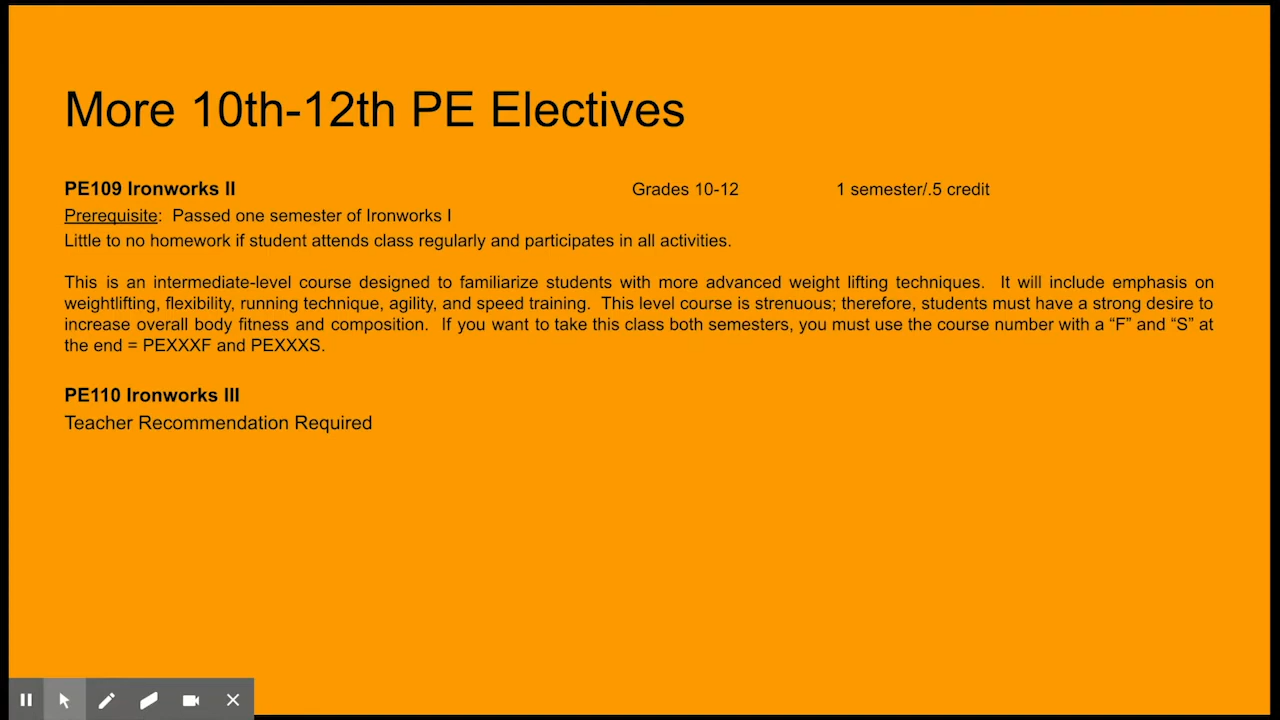 More 10th-12th PE Electives
PE109 Ironworks II Grades 10-12 1 semester/.5 credit
Prerequisite: Passed one semester of Ironworks I
Little to no homework if student attends class regularly and participates in all activities.
This is an intermediate-level course designed to familiarize students with more advanced weight lifting techniques. It will include emphasis on
weightlifting, flexibility, running technique, agility, and speed training. This level course is strenuous; therefore, students must have a strong desire to
increase overall body fitness and composition. If you want to take this class both semesters, you must use the course number with a “F” and “S” at
the end = PEXXXF and PEXXXS.
PE110 Ironworks III
Teacher Recommendation Required